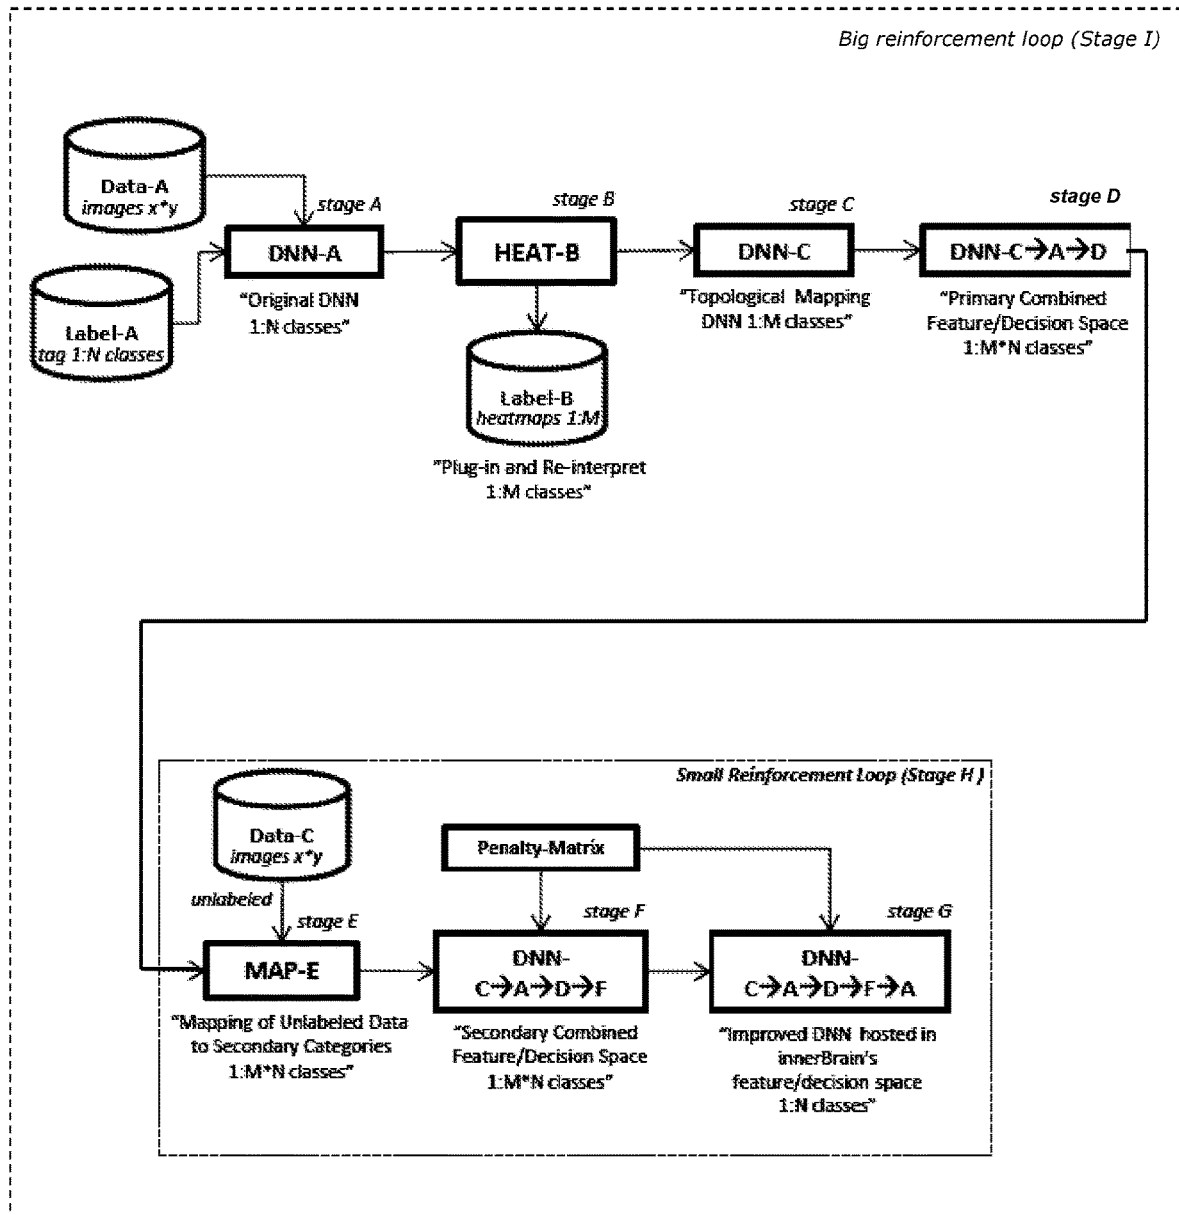 Big reinforcement loop (Stage I)
Data-A
images x*y
stage A
DNN-A
"Original DNN
1:N classes"
Label-A
tag 1:N classes
stage B
HEAT-B
Label-B
heatmaps 1:M
"Plug-in and Re-interpret
1:M classes"
stage C
DNN-C
"Topological Mapping
DNN 1:M classes"
stage D
DNN-C→A→D
"Primary Combined
Feature/Decision Space
1:M*N classes"
Small Reinforcement Loop (Stage H )
Data-C
images x*y
unlabeled
stage E
MAP-E
"Mapping of Unlabeled Data
to Secondary Categories
1:M*N classes"
Penalty-Matrix
stage F
DNN-
C→A→D→F
"Secondary Combined
Feature/Decision Space
1:M*N classes"
stage G
DNN-
C→A→D→F→A
"Improved DNN hosted in
innerBrain's
feature/decision space
1:N classes"